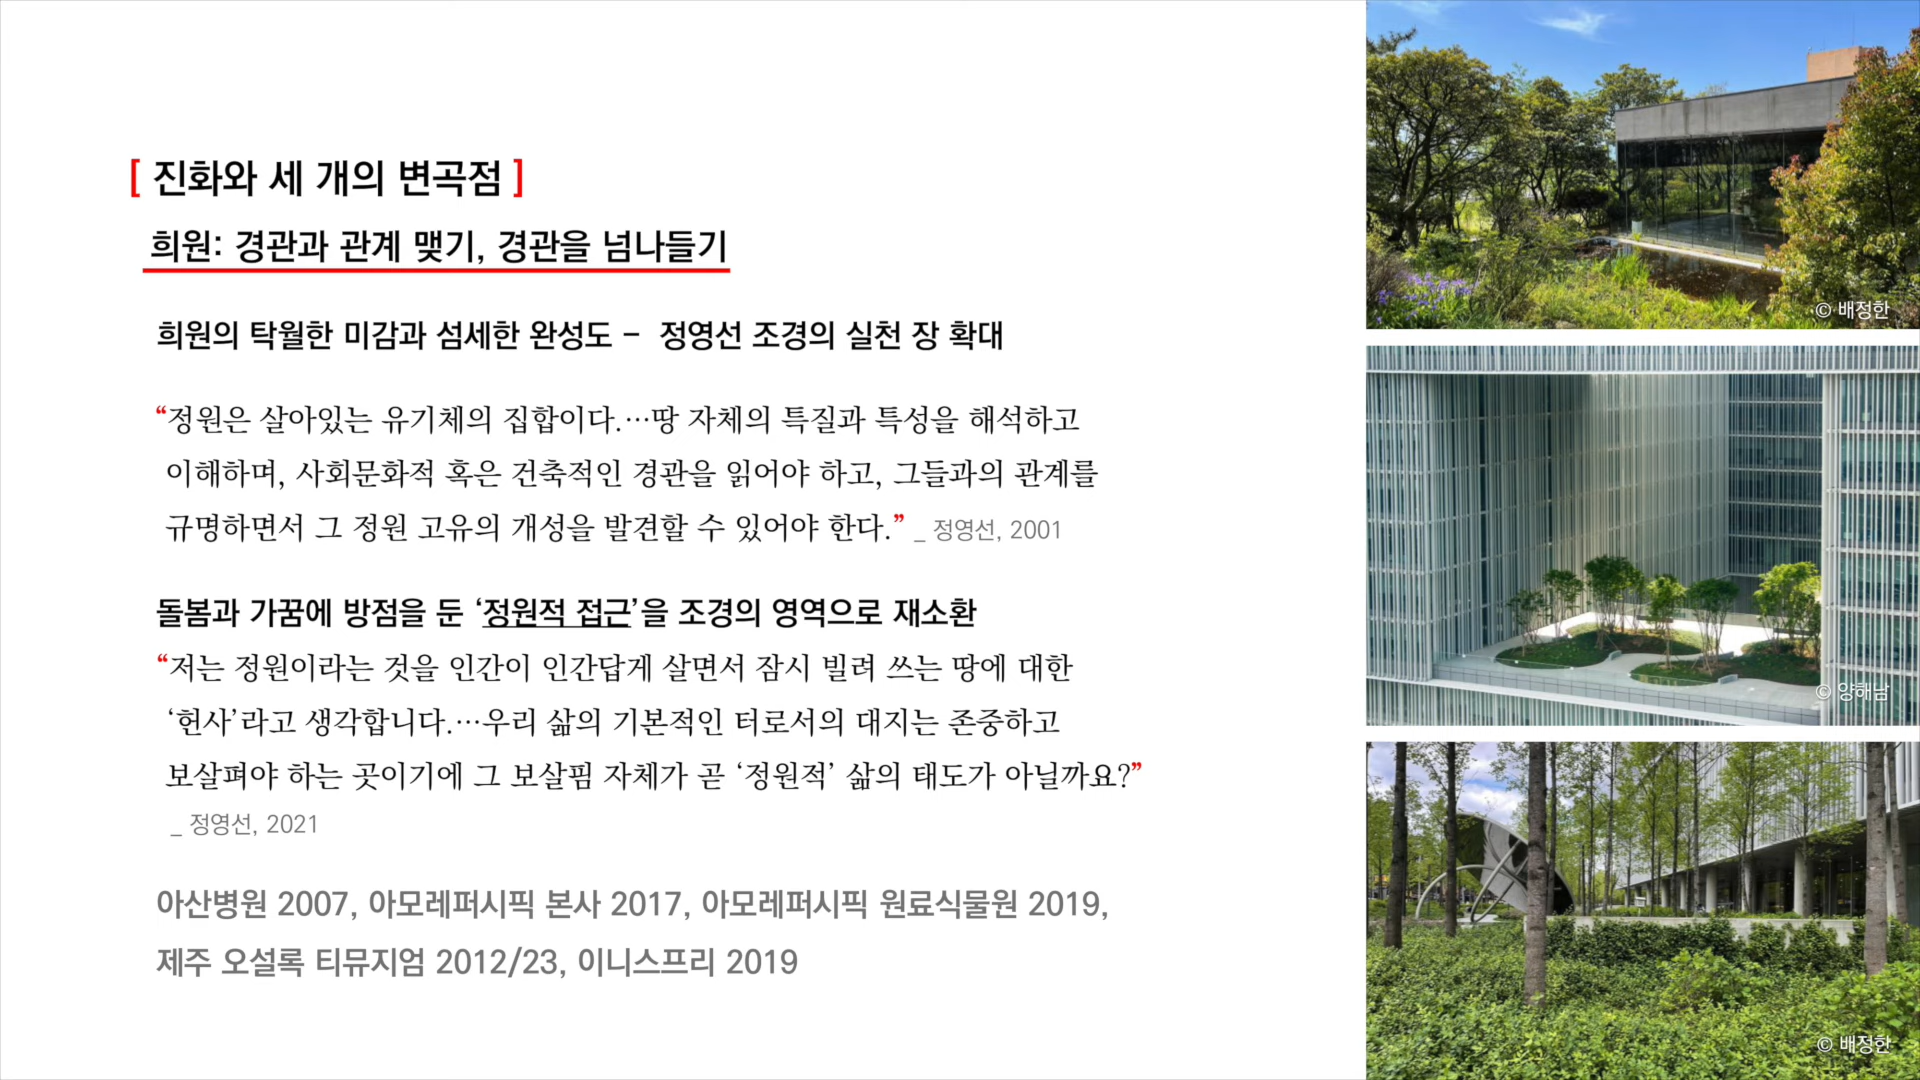 [ 진화와 세 개의 변곡점 ]
희원: 경관과 관계 맺기, 경관을 넘나들기
희원의 탁월한 미감과 섬세한 완성도 – 정영선 조경의 실천 장 확대
“정원은 살아있는 유기체의 집합이다.…땅 자체의 특질과 특성을 해석하고
이해하며, 사회문화적 혹은 건축적인 경관을 읽어야 하고, 그들과의 관계를
규명하면서 그 정원 고유의 개성을 발견할 수 있어야 한다.” _ 정영선, 2001
돌봄과 가꿈에 방점을 둔 ‘정원적 접근’을 조경의 영역으로 재소환
“저는 정원이라는 것을 인간이 인간답게 살면서 잠시 빌려 쓰는 땅에 대한
‘헌사’라고 생각합니다.…우리 삶의 기본적인 터로서의 대지는 존중하고
보살펴야 하는 곳이기에 그 보살핌 자체가 곧 ‘정원적’ 삶의 태도가 아닐까요?”
_ 정영선, 2021
아산병원 2007, 아모레퍼시픽 본사 2017, 아모레퍼시픽 원료식물원 2019,
제주 오설록 티뮤지엄 2012/23, 이니스프리 2019
© 배정한
© 양해남
© 배정한